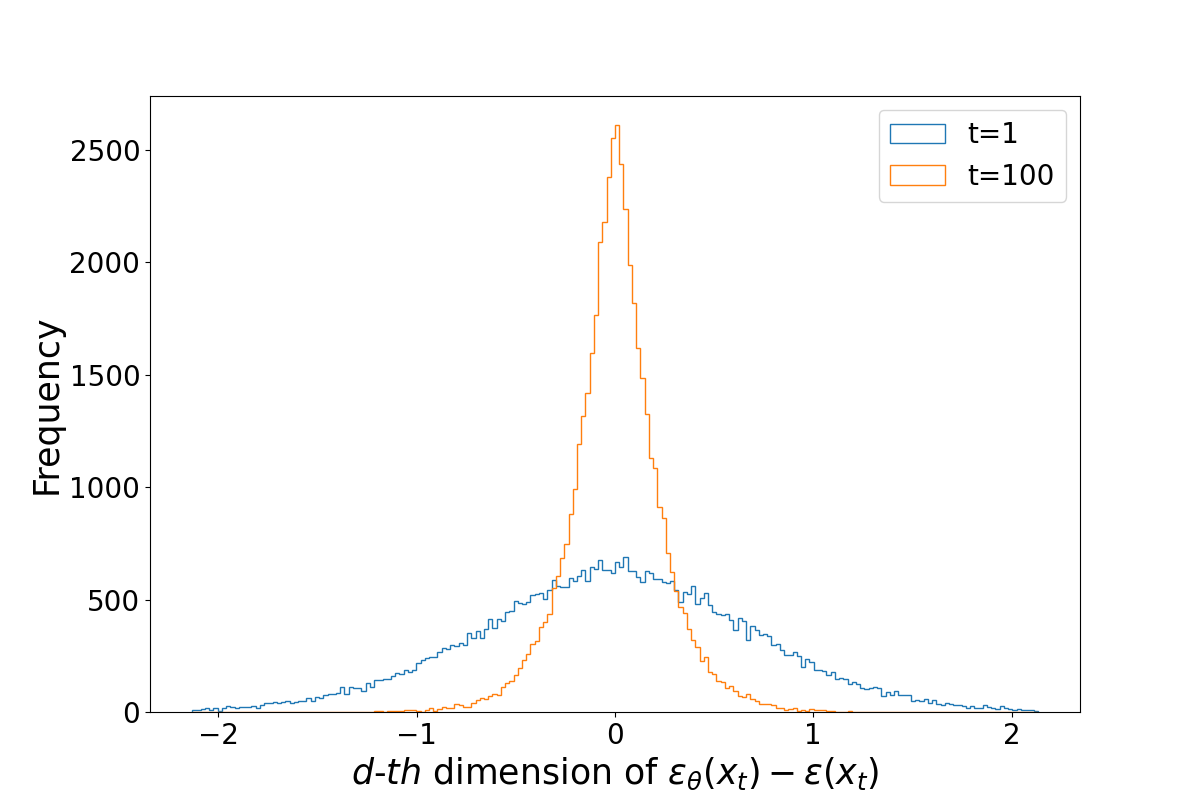 t=1
t=100
Frequency
2500
2000
1500
1000
500
0
−2
−1
0
1
2
d-th dimension of εθ(xt) − ε(xt)